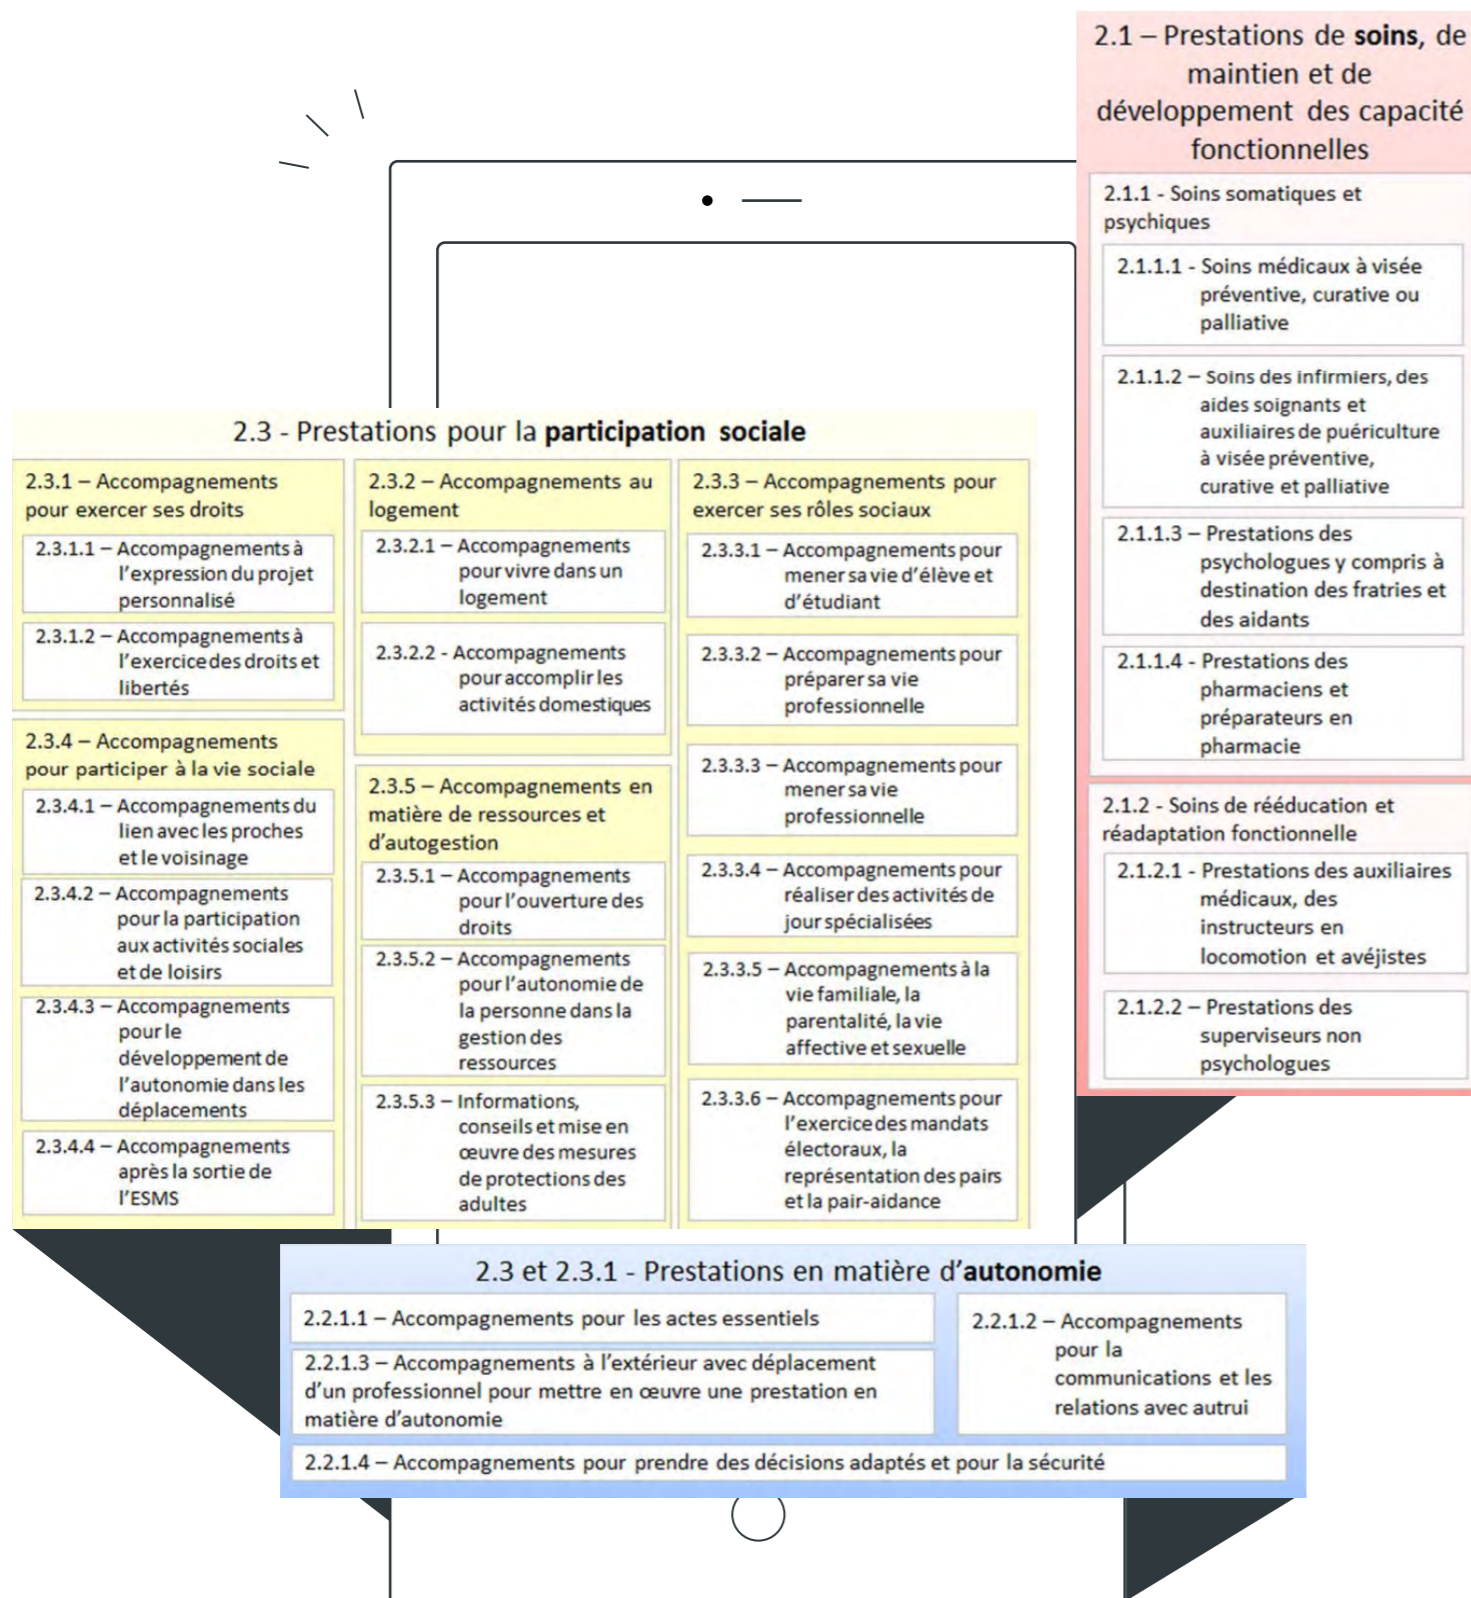 2.1 – Prestations de soins, de
maintien et de
développement des capacité
fonctionnelles
2.1.1 - Soins somatiques et
psychiques
2.1.1.1 - Soins médicaux à visée
préventive, curative ou
palliative
2.1.1.2 – Soins des infirmiers, des
aides soignants et
auxiliaires de puériculture
à visée préventive,
curative et palliative
2.1.1.3 – Prestations des
psychologues y compris à
destination des fratries et
des aidants
2.1.1.4 - Prestations des
pharmaciens et
préparateurs en
pharmacie
2.1.2 - Soins de rééducation et
réadaptation fonctionnelle
2.1.2.1 - Prestations des auxiliaires
médicaux, des
instructeurs en
locomotion et avéjistes
2.1.2.2 – Prestations des
superviseurs non
psychologues
2.3 - Prestations pour la participation sociale
2.3.1 – Accompagnements
pour exercer ses droits
2.3.1.1 – Accompagnements à
l'expression du projet
personnalisé
2.3.1.2 – Accompagnements à
l'exercice des droits et
libertés
2.3.4 – Accompagnements
pour participer à la vie sociale
2.3.4.1 – Accompagnements du
lien avec les proches
et le voisinage
2.3.4.2 – Accompagnements
pour la participation
aux activités sociales
et de loisirs
2.3.4.3 – Accompagnements
pour le
développement de
l'autonomie dans les
déplacements
2.3.4.4 – Accompagnements
après la sortie de
l'ESMS
2.3.2 – Accompagnements au
logement
2.3.2.1 – Accompagnements
pour vivre dans un
logement
2.3.2.2 - Accompagnements
pour accomplir les
activités domestiques
2.3.5 – Accompagnements en
matière de ressources et
d'autogestion
2.3.5.1 – Accompagnements
pour l'ouverture des
droits
2.3.5.2 – Accompagnements
pour l'autonomie de
la personne dans la
gestion des
ressources
2.3.5.3 – Informations,
conseils et mise en
œuvre des mesures
de protections des
adultes
2.3.3 – Accompagnements pour
exercer ses rôles sociaux
2.3.3.1 – Accompagnements pour
mener sa vie d'élève et
d'étudiant
2.3.3.2 – Accompagnements pour
préparer sa vie
professionnelle
2.3.3.3 – Accompagnements pour
mener sa vie
professionnelle
2.3.3.4 – Accompagnements pour
réaliser des activités de
jour spécialisées
2.3.3.5 – Accompagnements à la
vie familiale, la
parentalité, la vie
affective et sexuelle
2.3.3.6 – Accompagnements pour
l'exercice des mandats
électoraux, la
représentation des pairs
et la pair-aidance
2.3 et 2.3.1 - Prestations en matière d'autonomie
2.2.1.1 – Accompagnements pour les actes essentiels
2.2.1.3 – Accompagnements à l'extérieur avec déplacement
d'un professionnel pour mettre en œuvre une prestation en
matière d'autonomie
2.2.1.2 – Accompagnements
pour la
communications et les
relations avec autrui
2.2.1.4 – Accompagnements pour prendre des décisions adaptés et pour la sécurité